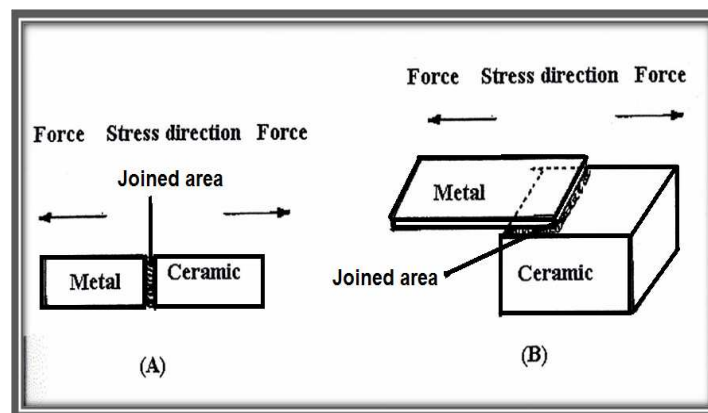 Force Stress direction Force
Joined area
Metal Ceramic
(A)
Force Stress direction Force
Metal
Joined area
Ceramic
(B)